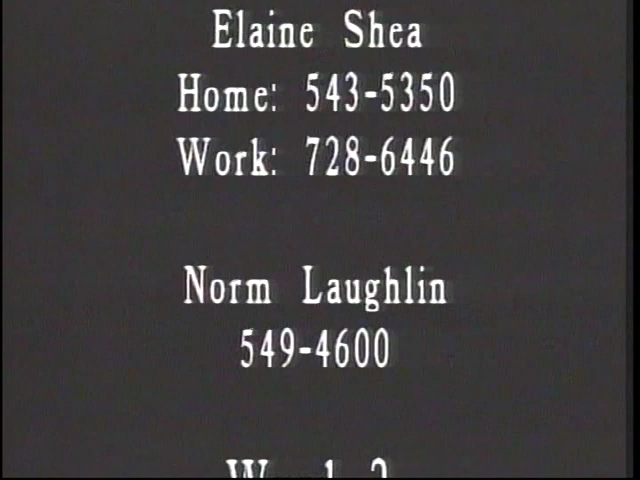 Elaine Shea
Home: 543-5350
Work: 728-6446
Norm Laughlin
549-4600